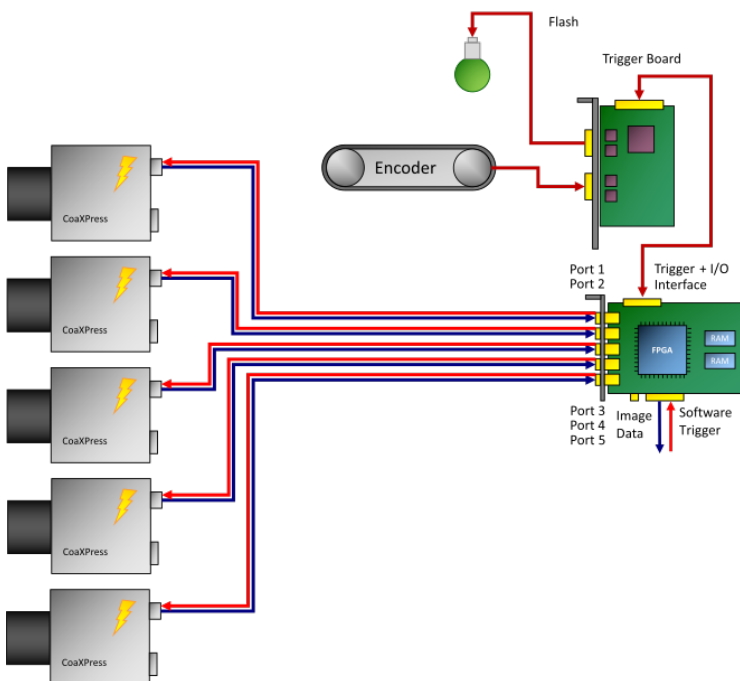 Flash
Trigger Board
Encoder
CoaXPress
Port 1
Port 2
Trigger + I/O
Interface
CoaXPress
FPGA
RAM
RAM
CoaXPress
Port 3
Port 4
Port 5
Image
Data
Software
Trigger
CoaXPress
CoaXPress